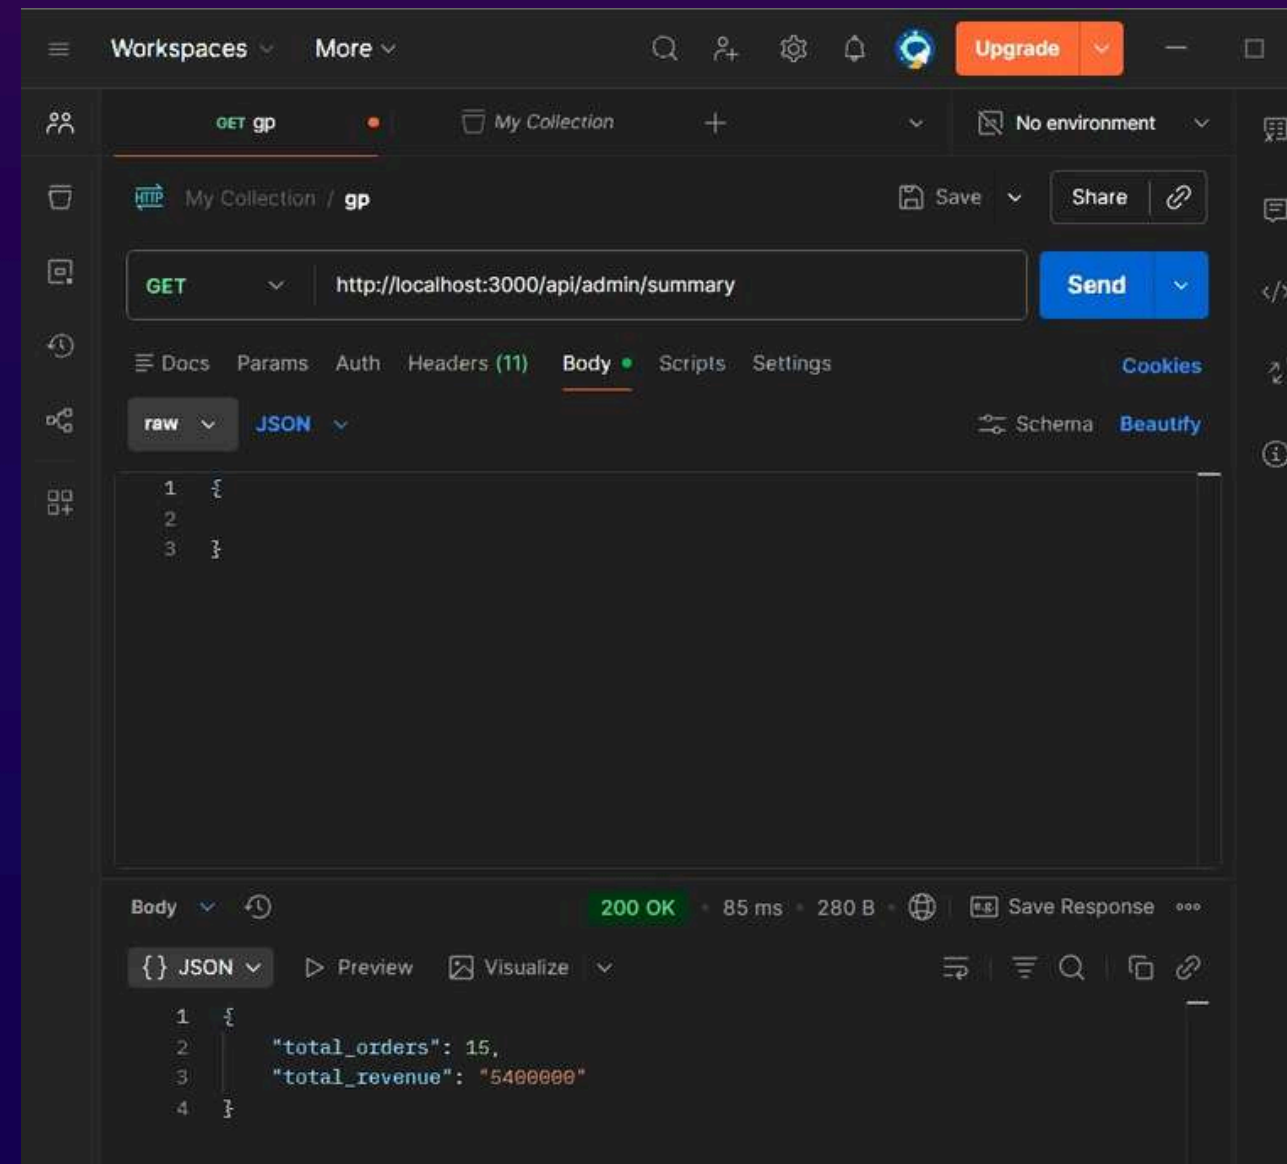 Workspaces More Upgrade
GET gp My Collection No environment
HTTP My Collection / gp Save Share
GET http://localhost:3000/api/admin/summary Send
Docs Params Auth Headers (11) Body Scripts Settings Cookies
raw JSON Schema Beautify
1 {
2
3 }
Body 200 OK 85 ms 280 B e.g. Save Response
{} JSON Preview Visualize
1 {
2 "total_orders": 15,
3 "total_revenue": "5400000"
4 }